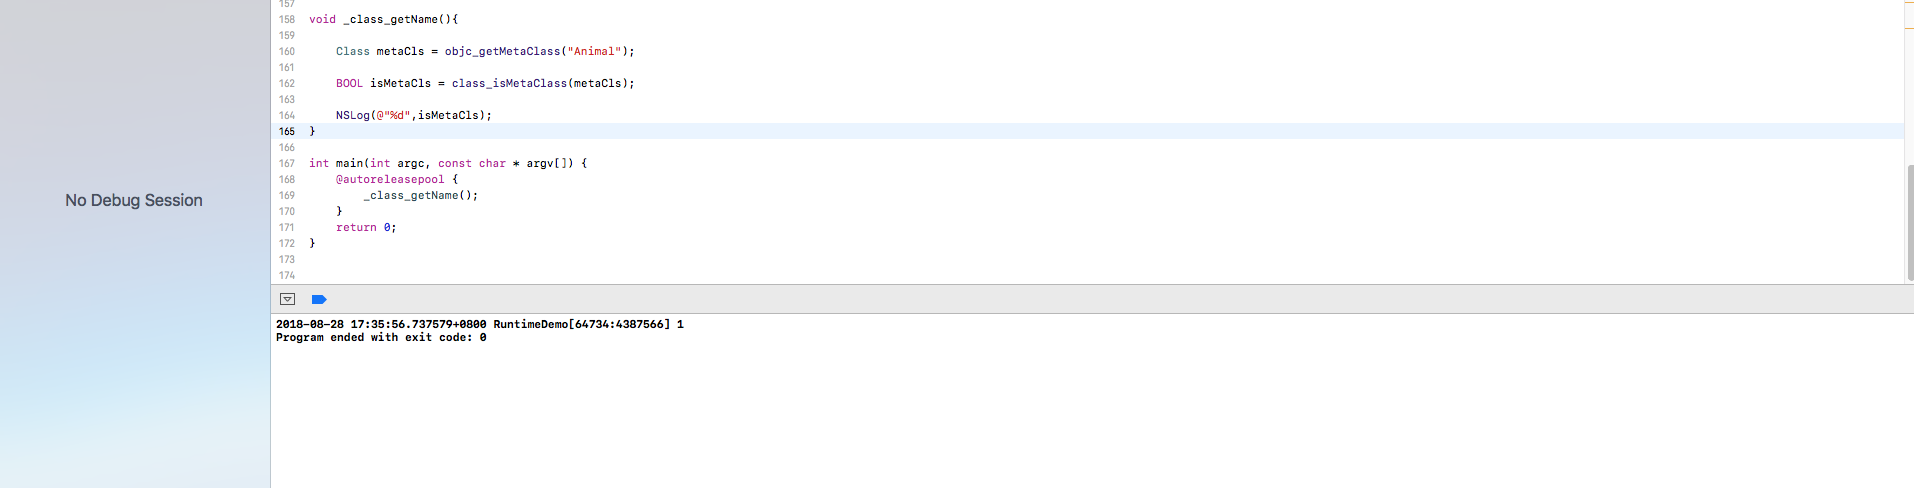 No Debug Session
157
158 void _class_getName(){
159
160 Class metaCls = objc_getMetaClass("Animal");
161
162 BOOL isMetaCls = class_isMetaClass(metaCls);
163
164 NSLog(@"%d",isMetaCls);
165 }
166
167 int main(int argc, const char * argv[]) {
168 @autoreleasepool {
169 _class_getName();
170 }
171 return 0;
172 }
173
174
2018-08-28 17:35:56.737579+0800 RuntimeDemo[64734:4387566] 1
Program ended with exit code: 0